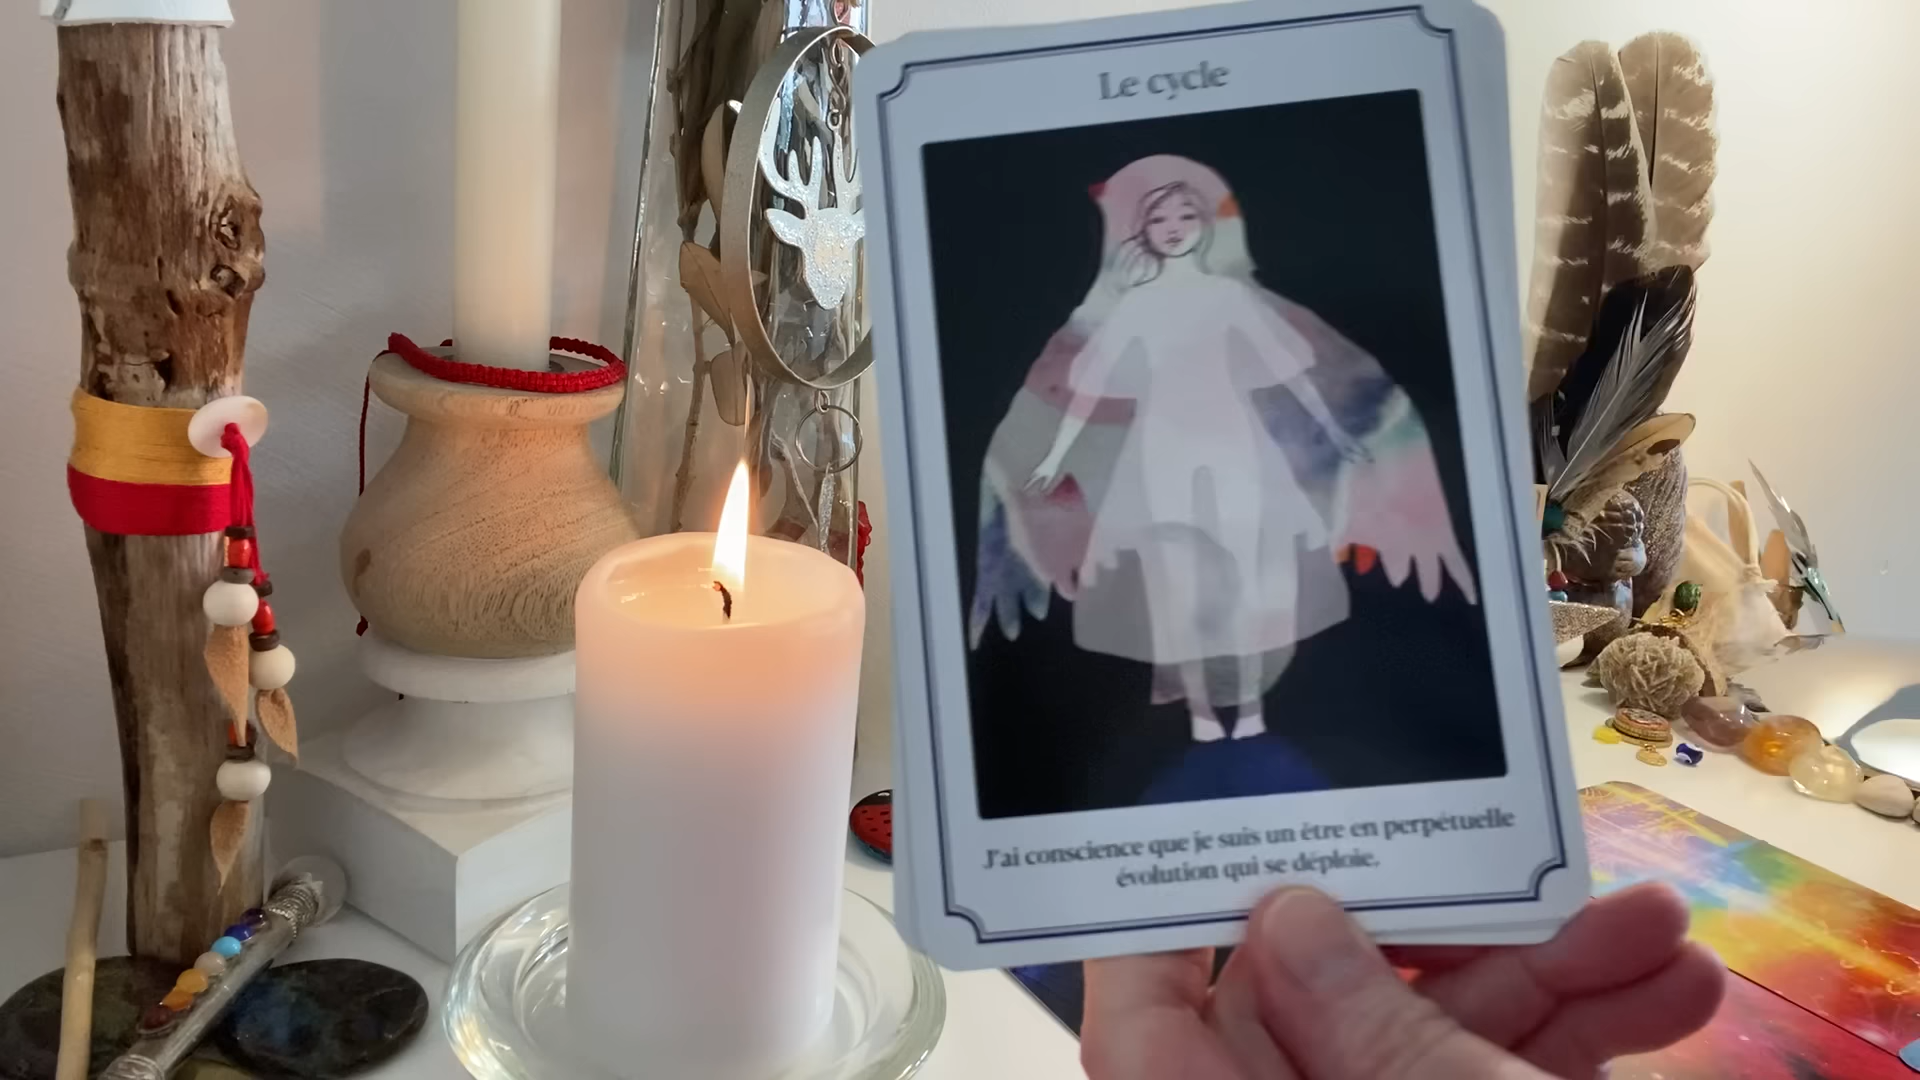 Le cycle
J'ai conscience que je suis un être en perpétuelle
évolution qui se déploie.